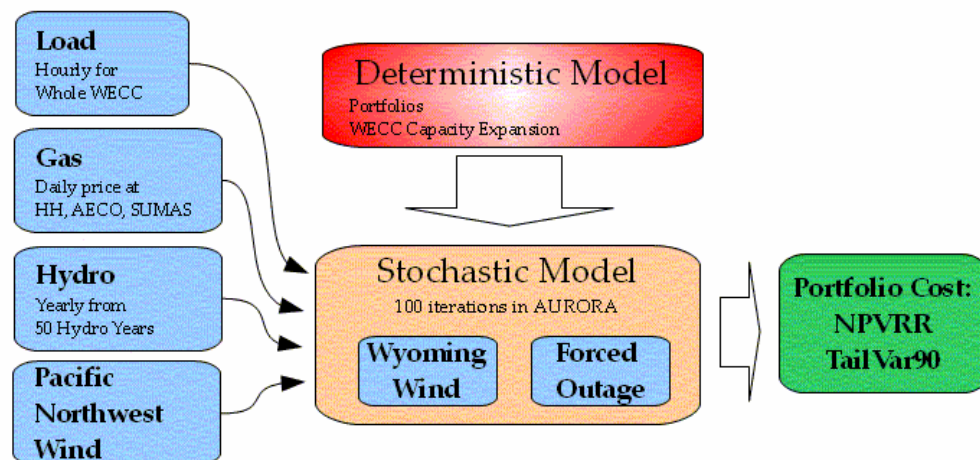 Load
Hourly for
Whole WECC
Gas
Daily price at
HH, AECO, SUMAS
Hydro
Yearly from
50 Hydro Years
Pacific
Northwest
Wind
Deterministic Model
Portfolios
WECC Capacity Expansion
Stochastic Model
100 iterations in AURORA
Wyoming
Wind
Forced
Outage
Portfolio Cost:
NPVRR
TailVar90